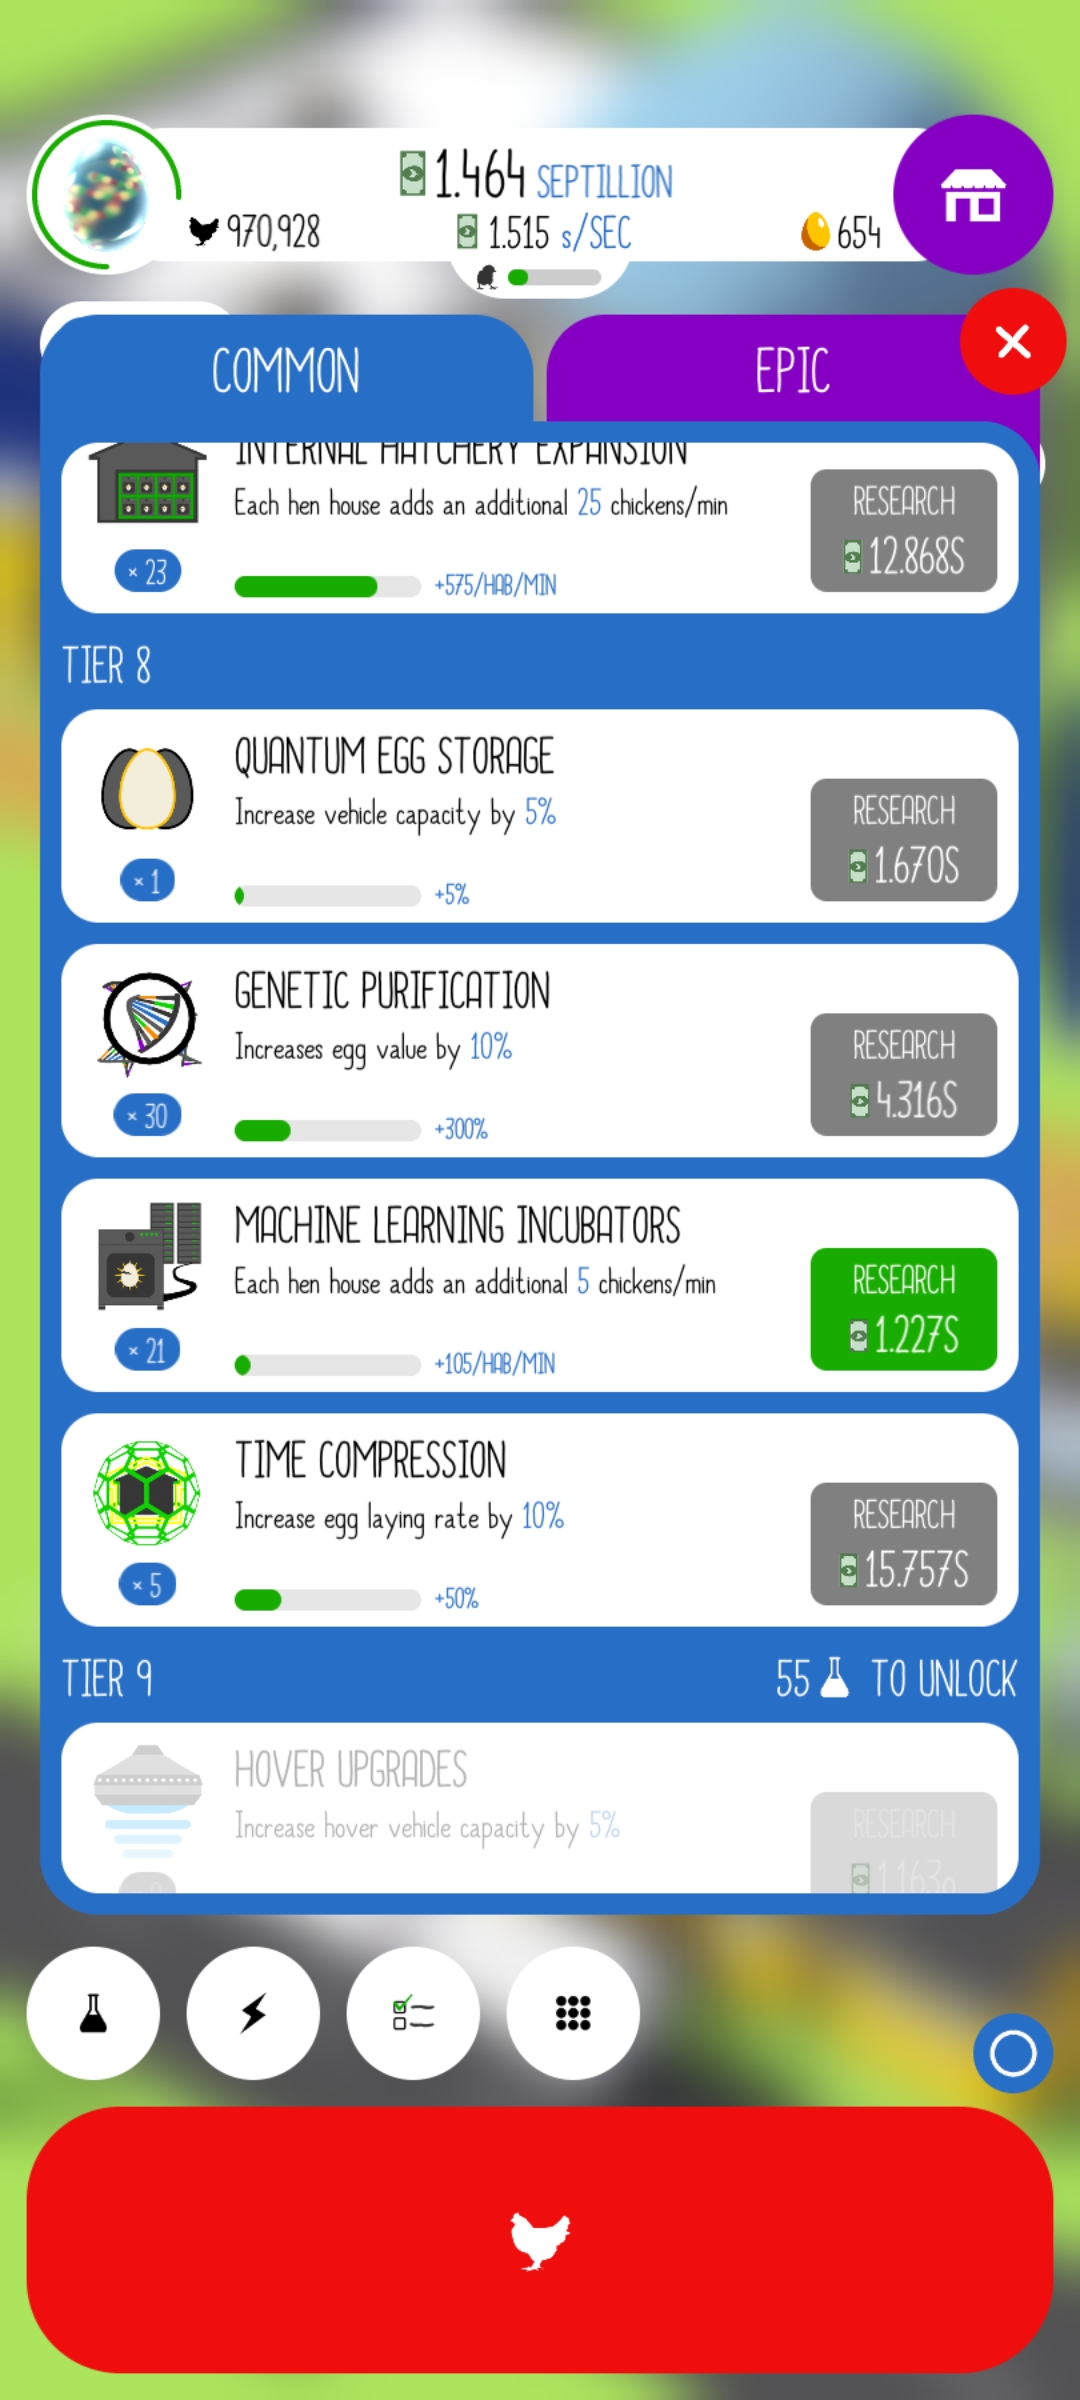 1.464 SEPTILLION
970,928
1.515 s/SEC
654
COMMON
EPIC
INTERNAL HATCHERY EXPANSION
Each hen house adds an additional 25 chickens/min
RESEARCH
12.868S
× 23
+575/HAB/MIN
TIER 8
QUANTUM EGG STORAGE
Increase vehicle capacity by 5%
RESEARCH
1.670S
× 1
+5%
GENETIC PURIFICATION
Increases egg value by 10%
RESEARCH
4.316S
× 30
+300%
MACHINE LEARNING INCUBATORS
Each hen house adds an additional 5 chickens/min
RESEARCH
1.227S
× 21
+105/HAB/MIN
TIME COMPRESSION
Increase egg laying rate by 10%
RESEARCH
15.757S
× 5
+50%
TIER 9
55 TO UNLOCK
HOVER UPGRADES
Increase hover vehicle capacity by 5%
RESEARCH